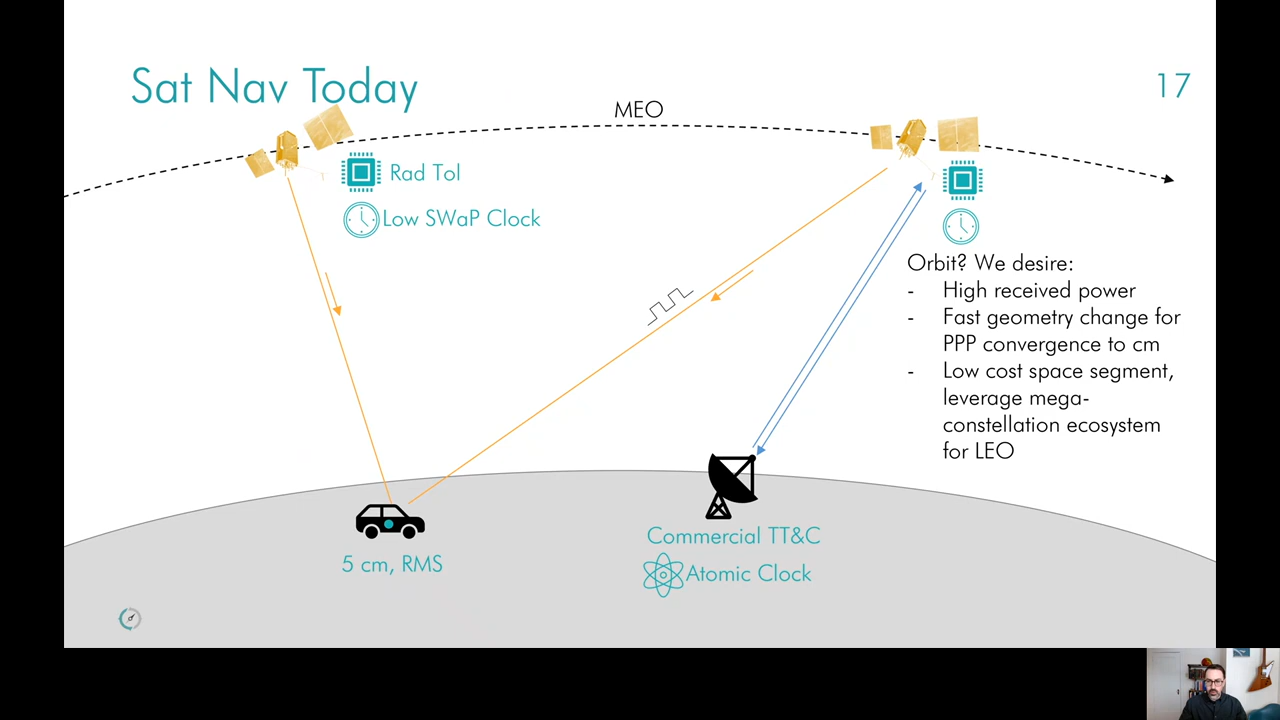 Sat Nav Today
17
MEO
Rad Tol
Low SWaP Clock
Orbit? We desire:
- High received power
- Fast geometry change for
PPP convergence to cm
- Low cost space segment,
leverage mega-
constellation ecosystem
for LEO
Commercial TT&C
Atomic Clock
5 cm, RMS